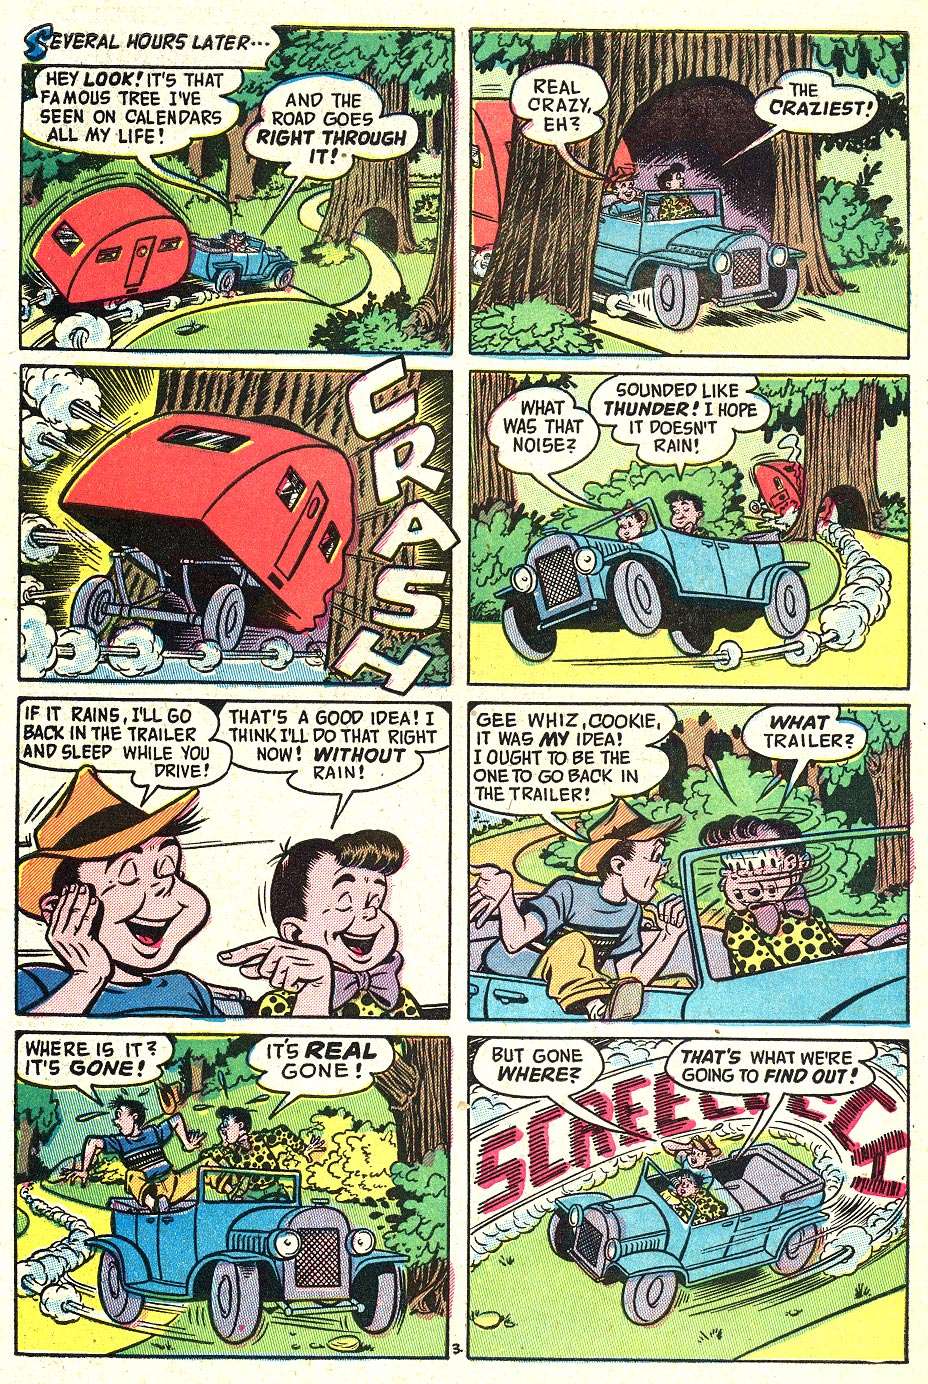 SEVERAL HOURS LATER...
HEY LOOK! IT'S THAT
FAMOUS TREE I'VE
SEEN ON CALENDARS
ALL MY LIFE!
AND THE
ROAD GOES
RIGHT THROUGH
IT!
REAL
CRAZY,
EH?
THE
CRAZIEST!
CRASH
WHAT
WAS THAT
NOISE?
SOUNDED LIKE
THUNDER! I HOPE
IT DOESN'T
RAIN!
IF IT RAINS, I'LL GO
BACK IN THE TRAILER
AND SLEEP WHILE YOU
DRIVE!
THAT'S A GOOD IDEA! I
THINK I'LL DO THAT RIGHT
NOW! WITHOUT
RAIN!
GEE WHIZ, COOKIE,
IT WAS MY IDEA!
I OUGHT TO BE THE
ONE TO GO BACK IN
THE TRAILER!
WHAT
TRAILER?
WHERE IS IT?
IT'S GONE!
IT'S REAL
GONE!
3
BUT GONE
WHERE?
THAT'S WHAT WE'RE
GOING TO FIND OUT!